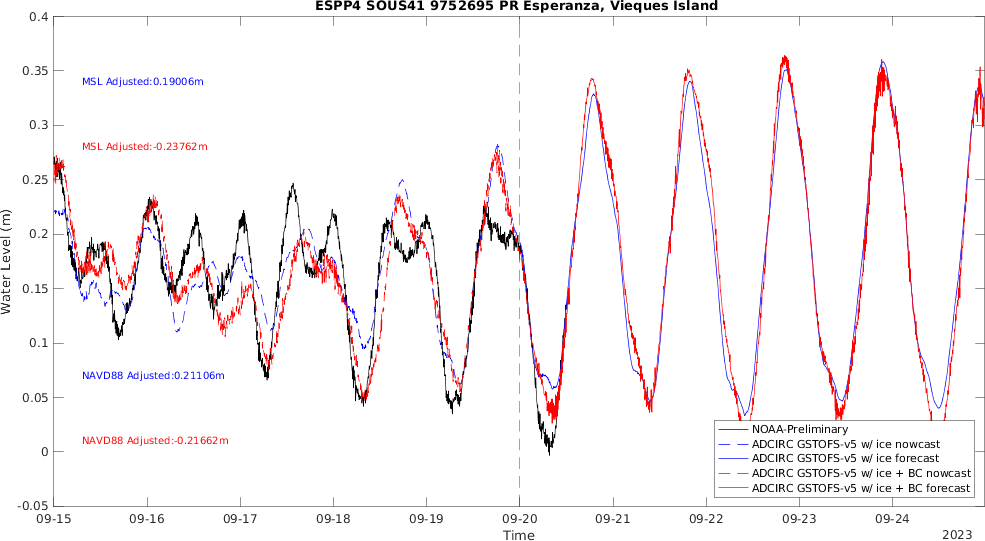 ESPP4 SOUS41 9752695 PR Esperanza, Vieques Island
0.4
0.35
0.3
0.25
0.2
0.15
0.1
0.05
0
-0.05
Water Level (m)
MSL Adjusted:0.19006m
MSL Adjusted:-0.23762m
NAVD88 Adjusted:0.21106m
NAVD88 Adjusted:-0.21662m
NOAA-Preliminary
ADCIRC GSTOFS-v5 w/ ice nowcast
ADCIRC GSTOFS-v5 w/ ice forecast
ADCIRC GSTOFS-v5 w/ ice + BC nowcast
ADCIRC GSTOFS-v5 w/ ice + BC forecast
09-15 09-16 09-17 09-18 09-19 09-20 09-21 09-22 09-23 09-24
Time
2023